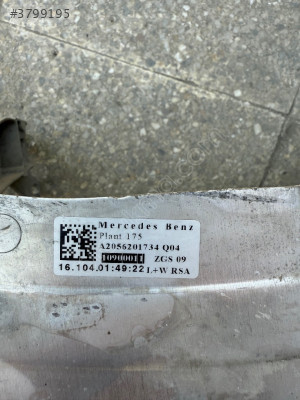 #3799195
Mercedes Benz
Plant 175
A2056201734 Q04
10900011 ZGS 09
16.104.01:49:22 L+W RSA